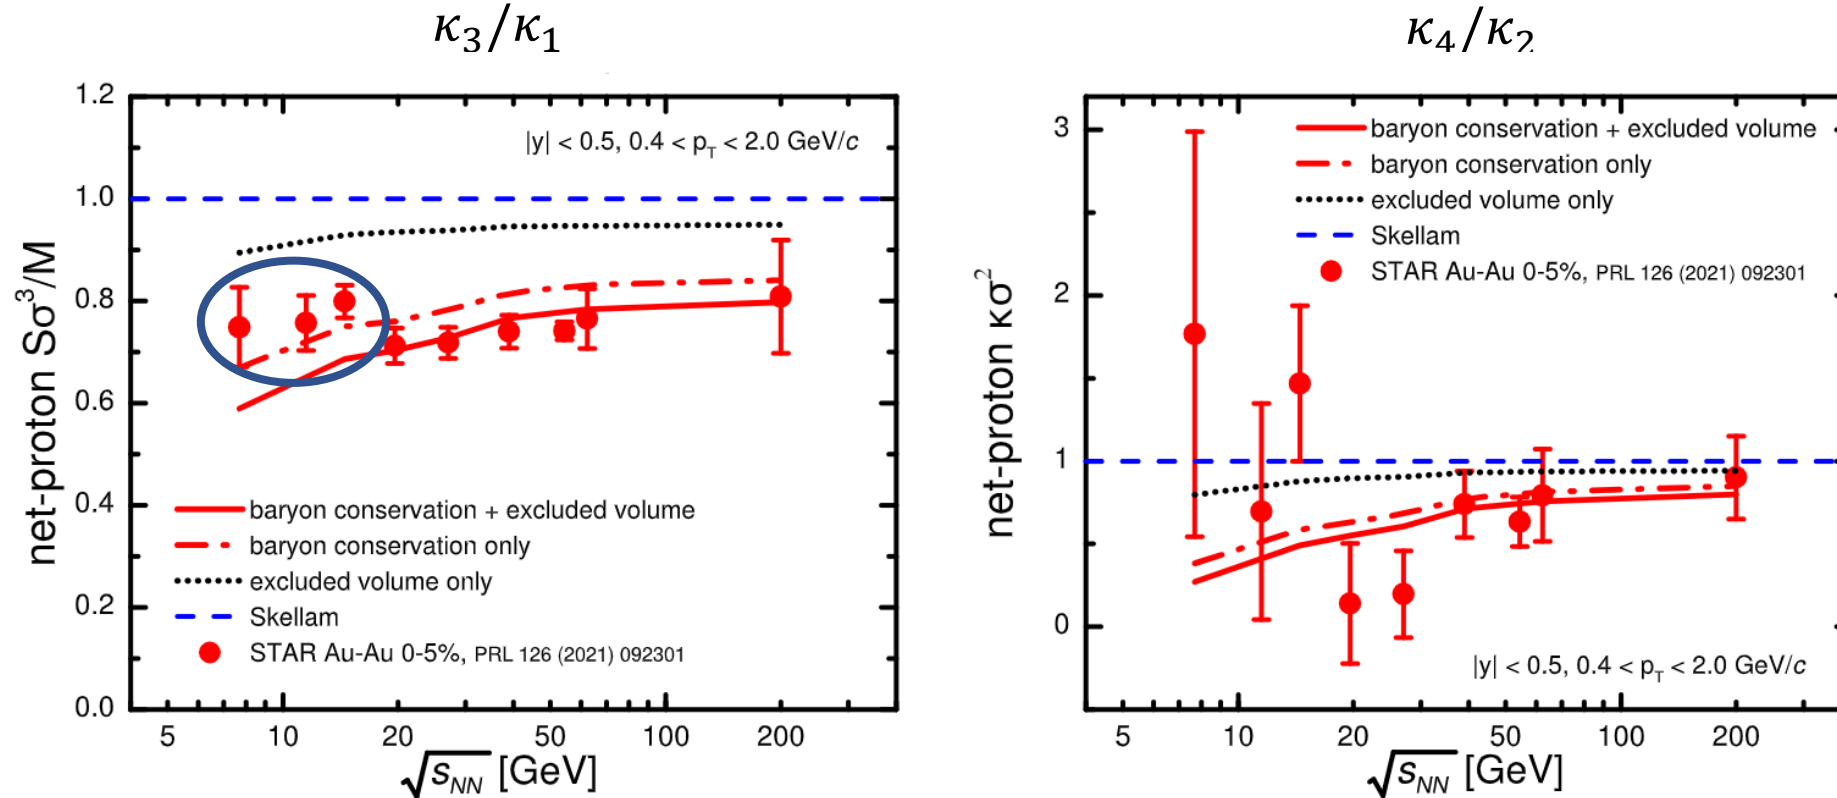 κ₃/κ₁
1.2
1.0
0.8
0.6
0.4
0.2
0.0
net-proton Sσ³/M
|y| < 0.5, 0.4 < p_T < 2.0 GeV/c
baryon conservation + excluded volume
baryon conservation only
excluded volume only
Skellam
STAR Au-Au 0-5%, PRL 126 (2021) 092301
5 10 20 50 100 200
√s_NN [GeV]
κ₄/κ₂
3
2
1
0
net-proton κσ²
baryon conservation + excluded volume
baryon conservation only
excluded volume only
Skellam
STAR Au-Au 0-5%, PRL 126 (2021) 092301
|y| < 0.5, 0.4 < p_T < 2.0 GeV/c
5 10 20 50 100 200
√s_NN [GeV]